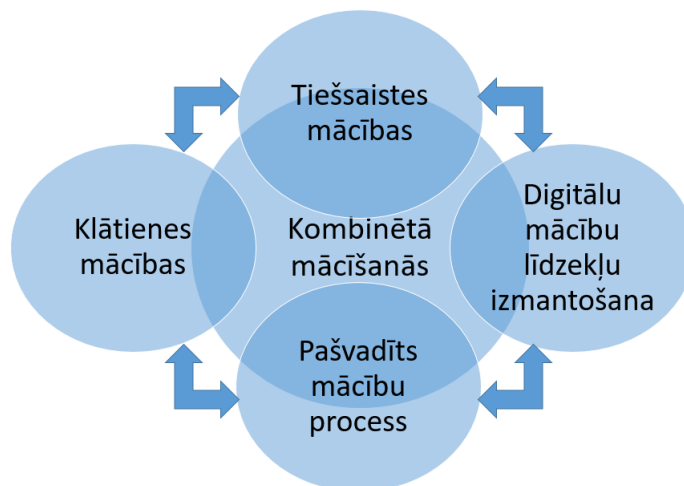 Tiešsaistes
mācības
Klātienes
mācības
Kombinētā
mācīšanās
Digitālu
mācību
līdzekļu
izmantošana
Pašvadīts
mācību
process